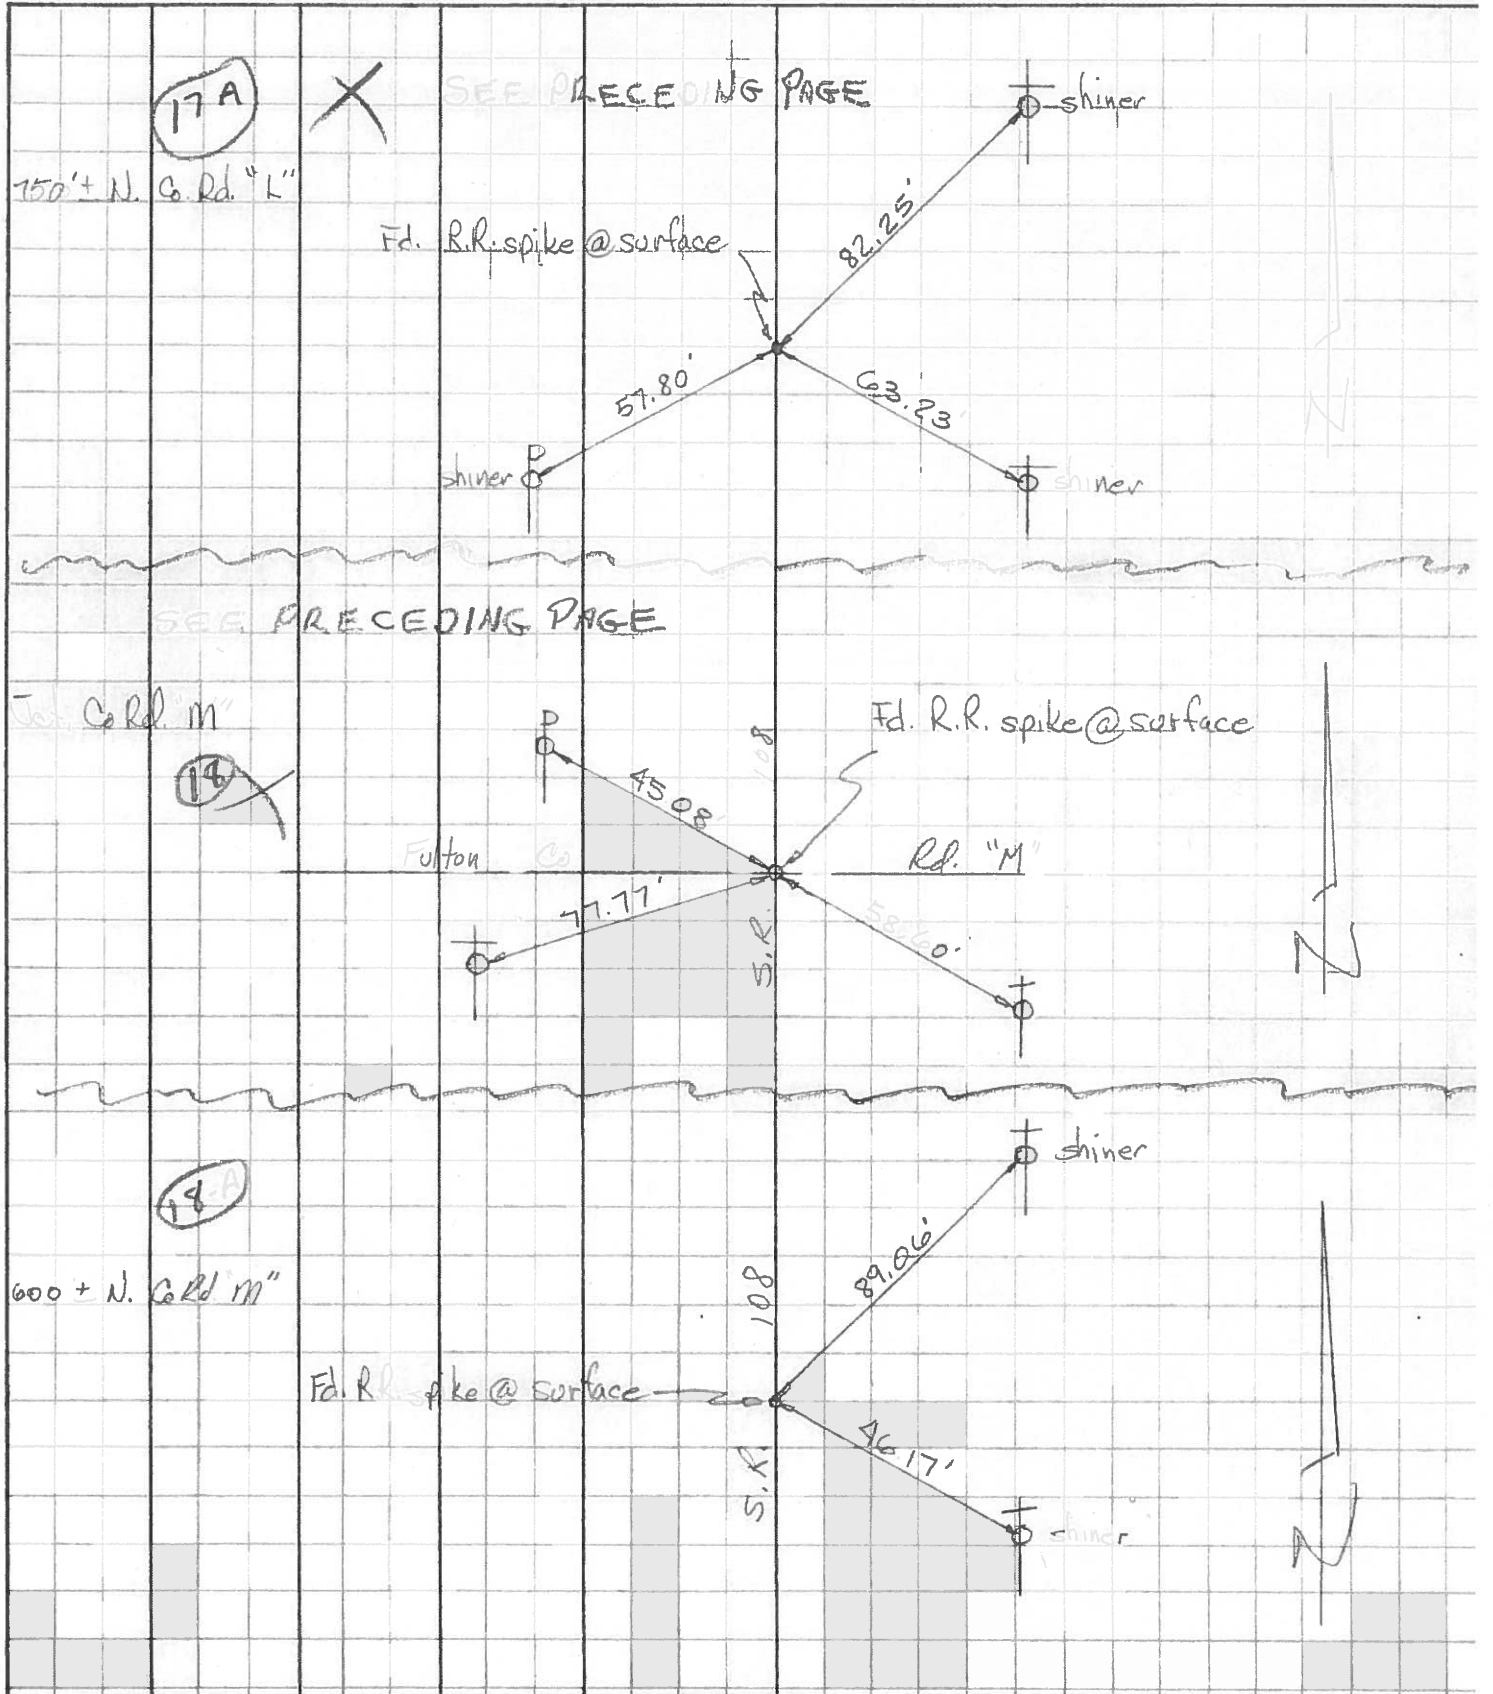 17A
SEE PRECEDING PAGE
shiner
750'± N. Co. Rd. "L"
82.25'
Fd. R.R. spike @ surface
57.80'
63.23
shiner
shiner
SEE PRECEDING PAGE
Co Rd. "M"
Fd. R.R. spike @ surface
18
108
45.08'
Fulton Co
Rd. "M"
77.77'
S.R.
58.60'
N
shiner
18-A
89.06'
600 ± N. Co Rd "M"
108
Fd. R.R. spike @ surface
46.17'
S.R.
shiner
N